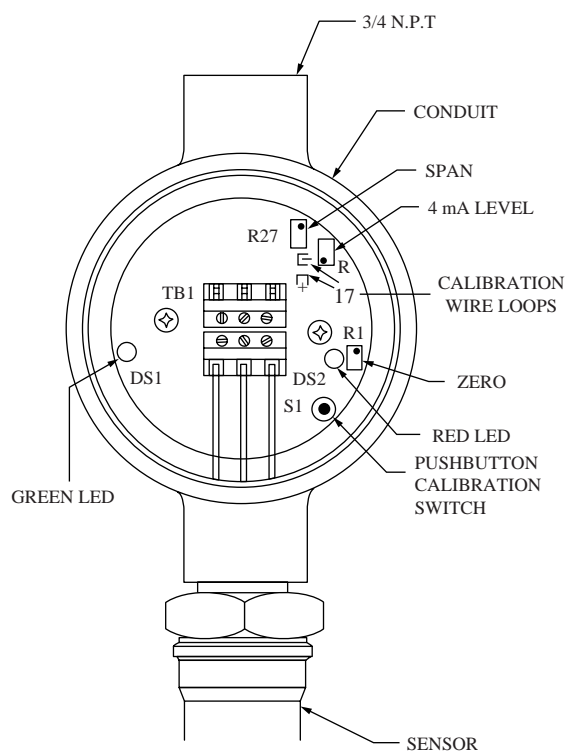 3/4 N.P.T
CONDUIT
SPAN
4 mA LEVEL
R27
R
17
CALIBRATION
WIRE LOOPS
TB1
R1
DS1
DS2
ZERO
S1
RED LED
GREEN LED
PUSHBUTTON
CALIBRATION
SWITCH
SENSOR